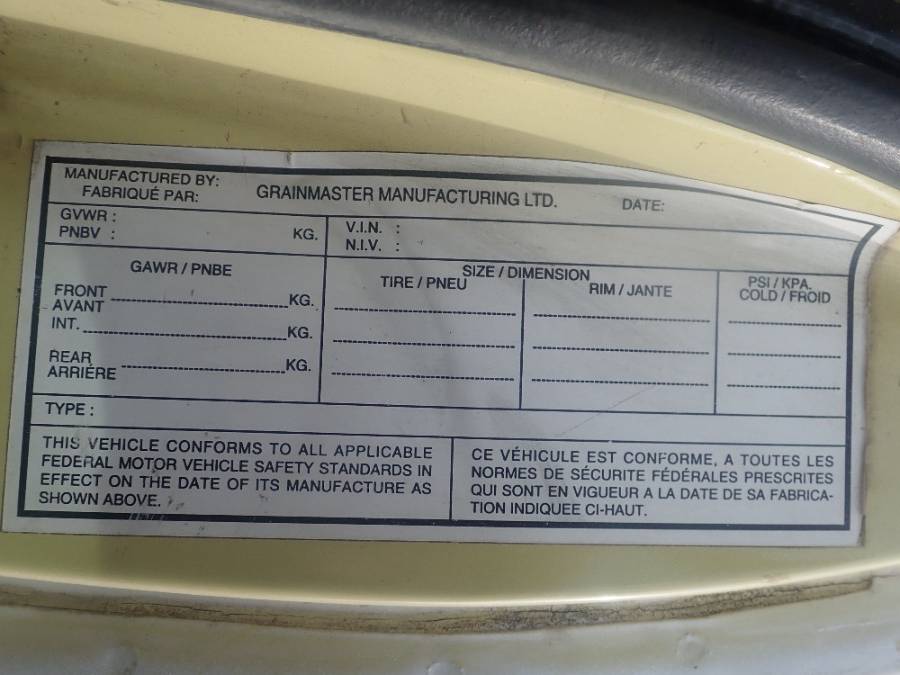 MANUFACTURED BY:
FABRIQUÉ PAR:
GRAINMASTER MANUFACTURING LTD.
DATE:
GVWR :
PNBV :
KG.
V.I.N. :
N.I.V. :
GAWR / PNBE
FRONT
AVANT
KG.
INT.
KG.
REAR
ARRIÈRE
KG.
SIZE / DIMENSION
TIRE / PNEU
RIM / JANTE
PSI / KPA.
COLD / FROID
TYPE :
THIS VEHICLE CONFORMS TO ALL APPLICABLE
FEDERAL MOTOR VEHICLE SAFETY STANDARDS IN
EFFECT ON THE DATE OF ITS MANUFACTURE AS
SHOWN ABOVE.
CE VÉHICULE EST CONFORME, A TOUTES LES
NORMES DE SÉCURITE FÉDÉRALES PRESCRITES
QUI SONT EN VIGUEUR A LA DATE DE SA FABRICA-
TION INDIQUEE CI-HAUT.